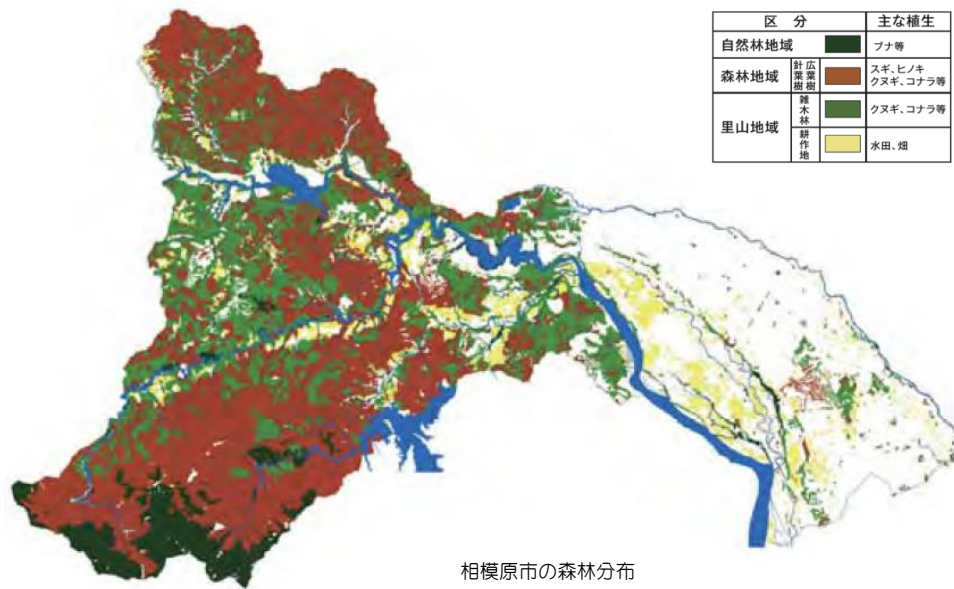 区 分 主な植生
自然林地域 ブナ等
森林地域 針葉樹 広葉樹 スギ、ヒノキ
クヌギ、コナラ等
里山地域 雑木林 クヌギ、コナラ等
耕作地 水田、畑
相模原市の森林分布